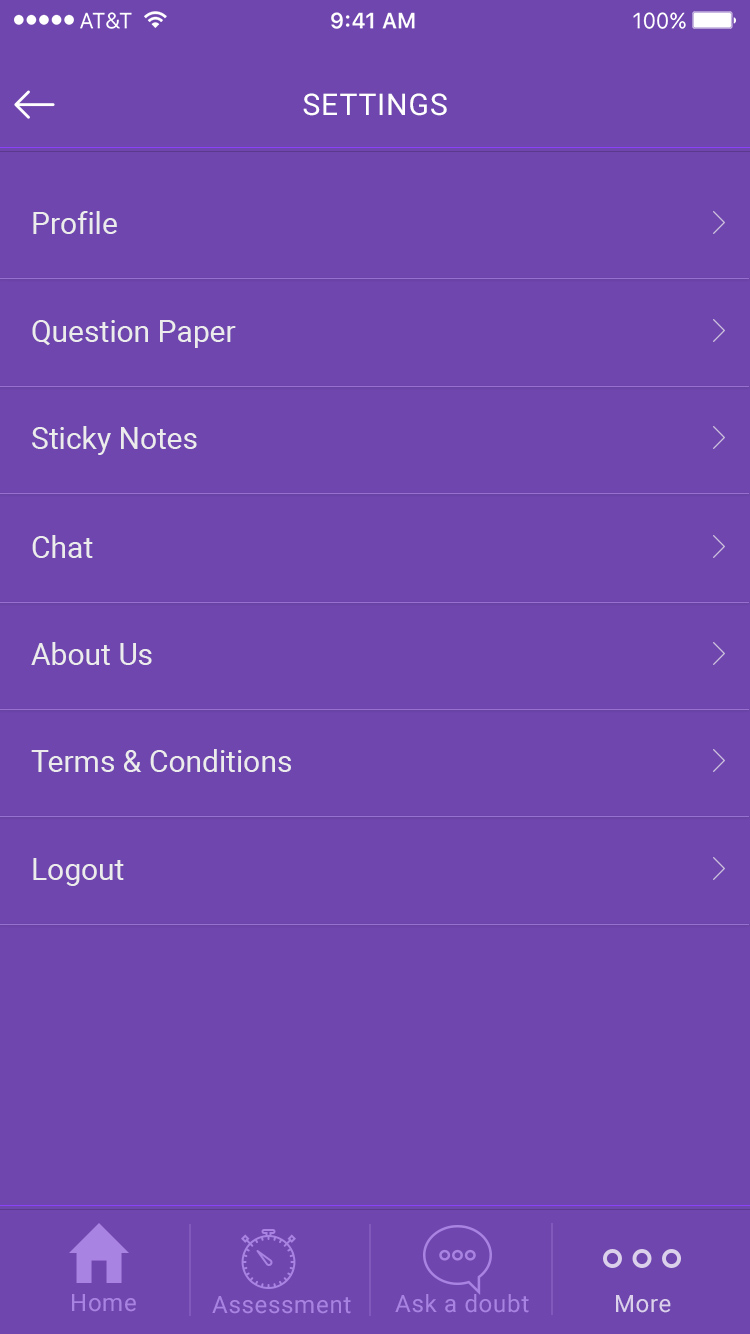 AT&T 9:41 AM 100%
SETTINGS
Profile
Question Paper
Sticky Notes
Chat
About Us
Terms & Conditions
Logout
Home Assessment Ask a doubt More